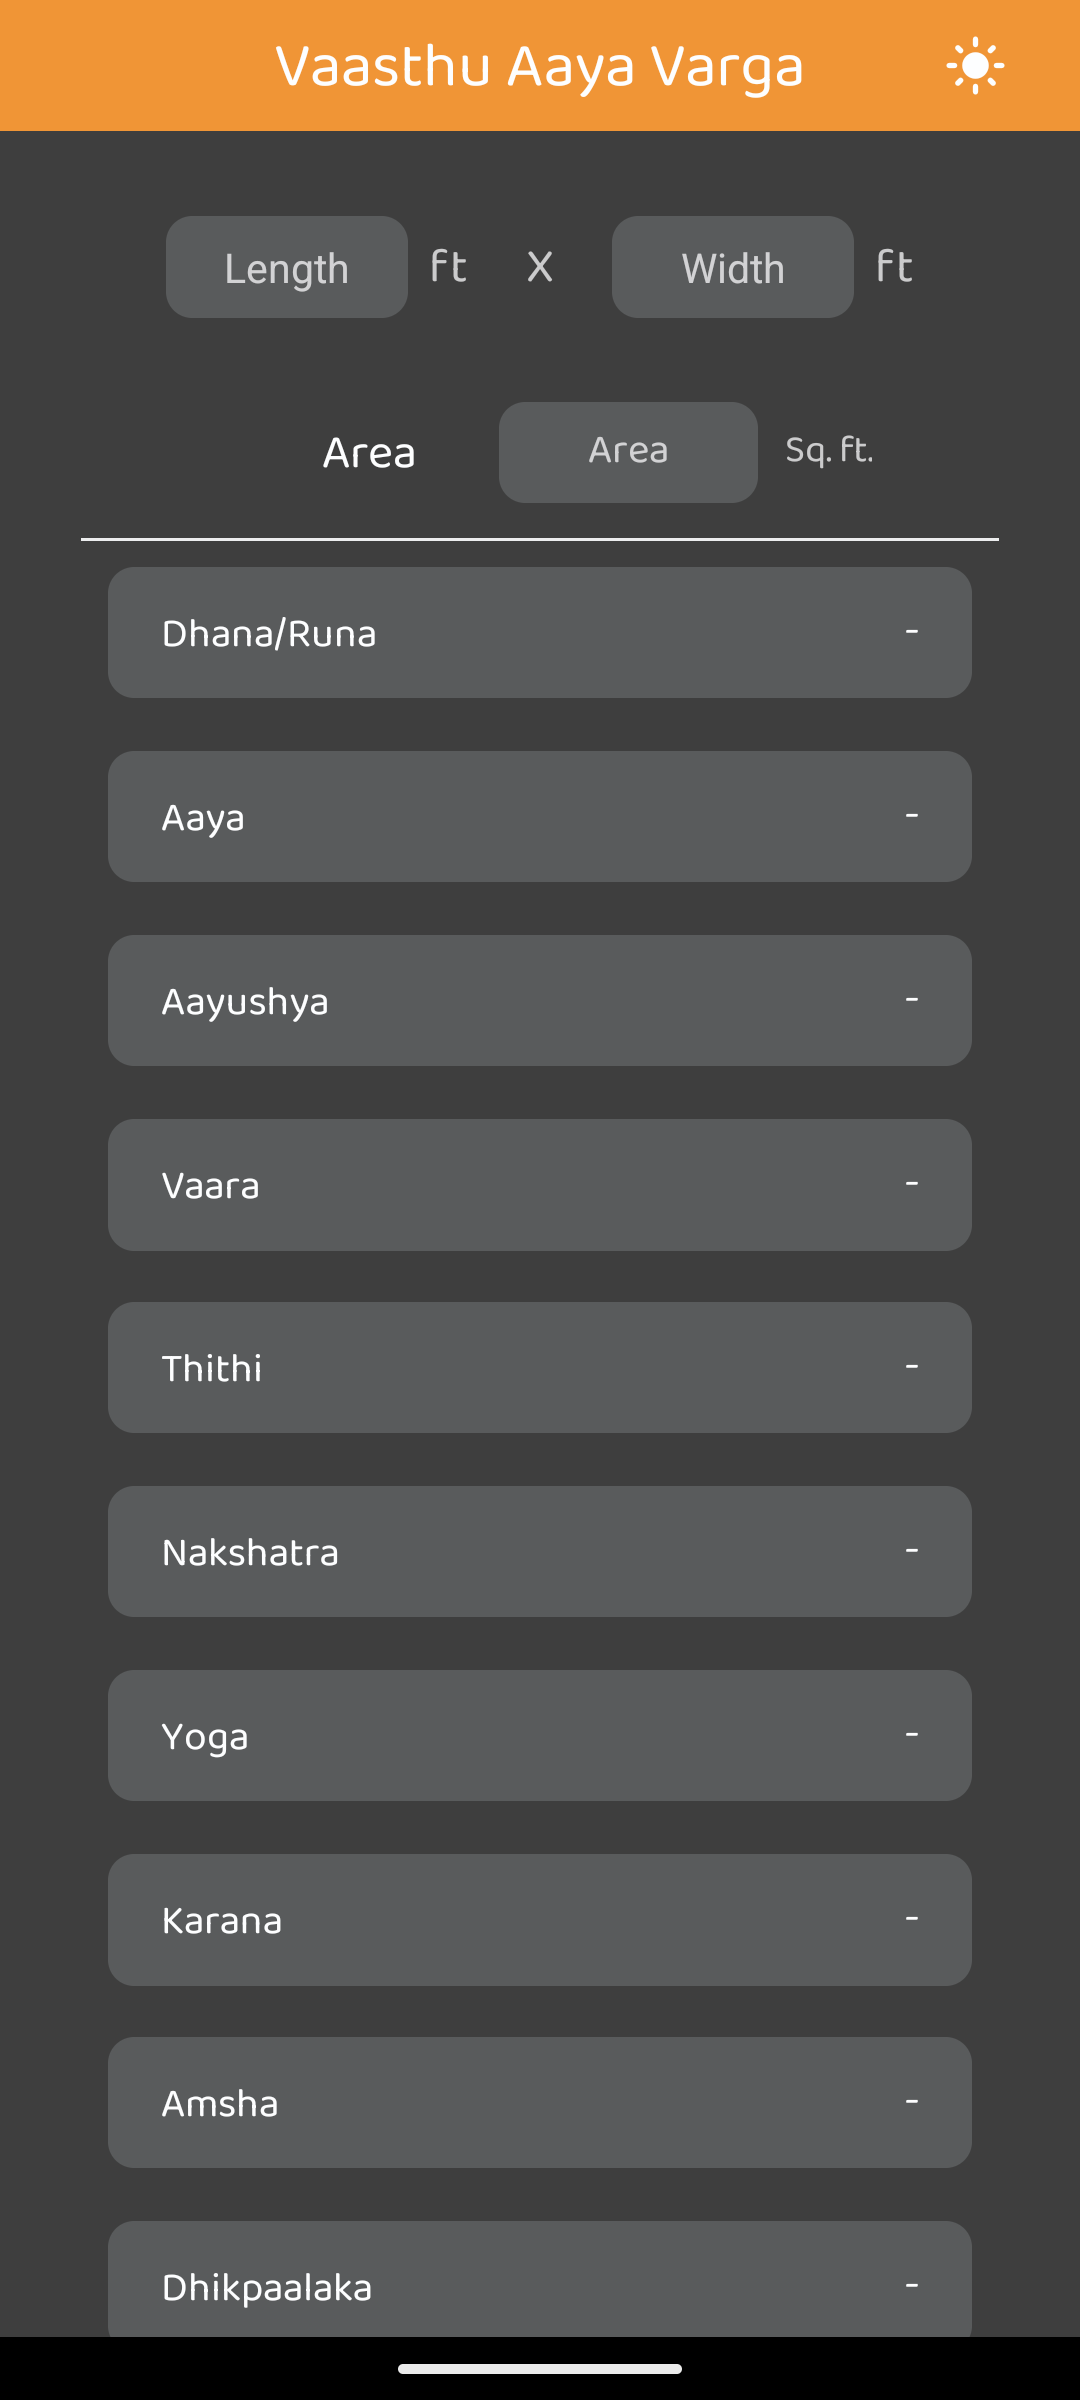 Vaasthu Aaya Varga
Length ft X Width ft
Area Area Sq. ft.
Dhana/Runa -
Aaya -
Aayushya -
Vaara -
Thithi -
Nakshatra -
Yoga -
Karana -
Amsha -
Dhikpaalaka -